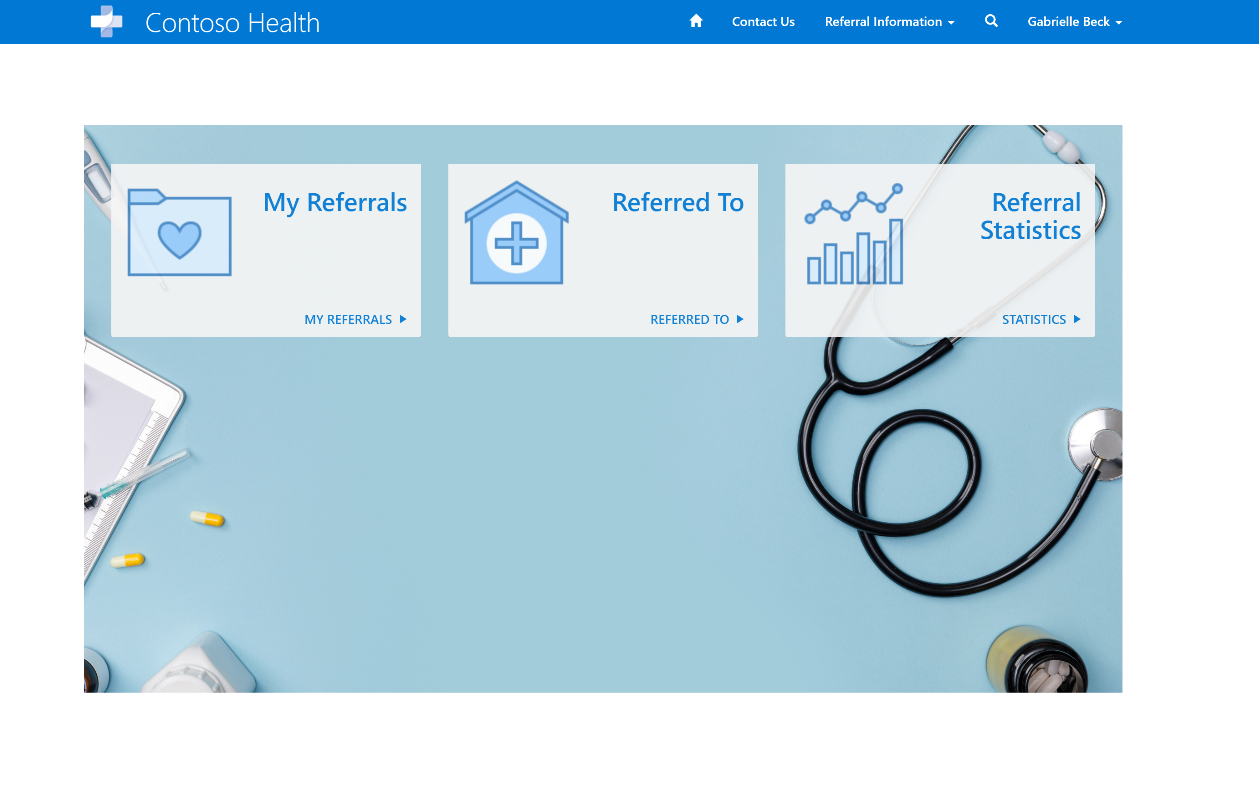 Contoso Health
Contact Us
Referral Information
Gabrielle Beck
My Referrals
MY REFERRALS
Referred To
REFERRED TO
Referral
Statistics
STATISTICS